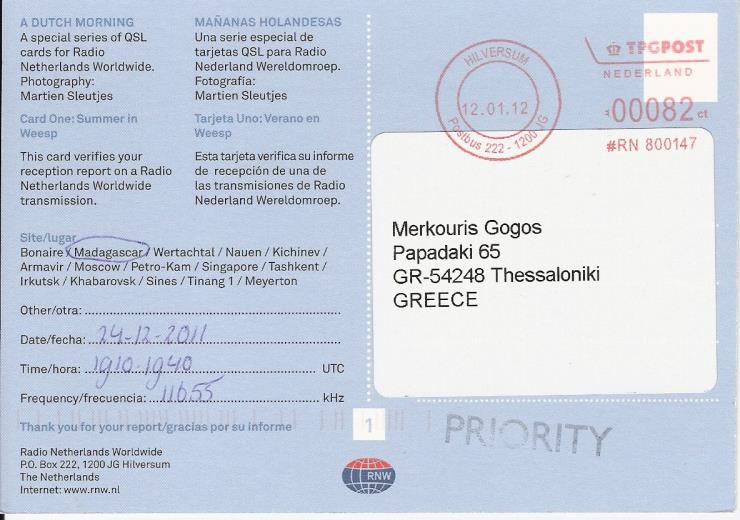 A DUTCH MORNING
A special series of QSL
cards for Radio
Netherlands Worldwide.
Photography:
Martien Sleutjes
Card One: Summer in
Weesp
This card verifies your
reception report on a Radio
Netherlands Worldwide
transmission.
MAÑANAS HOLANDESAS
Una serie especial de
tarjetas QSL para Radio
Nederland Wereldomroep.
Fotografía:
Martien Sleutjes
Tarjeta Uno: Verano en
Weesp
Esta tarjeta verifica su informe
de recepción de una de
las transmisiones de Radio
Nederland Wereldomroep.
Site/lugar
Bonaire / Madagascar / Wertachtal / Nauen / Kichinev /
Armavir / Moscow / Petro-Kam / Singapore / Tashkent /
Irkutsk / Khabarovsk / Sines / Tinang 1 / Meyerton
Other/otra:
Date/fecha: 24-12-2011
Time/hora: 1910-1940 UTC
Frequency/frecuencia: 11655 kHz
Thank you for your report/gracias por su informe
Radio Netherlands Worldwide
P.O. Box 222, 1200 JG Hilversum
The Netherlands
Internet: www.rnw.nl
HILVERSUM
12.01.12
Postbus 222 - 1200 JG
TPGPOST
NEDERLAND
00082 ct
#RN 800147
Merkouris Gogos
Papadaki 65
GR-54248 Thessaloniki
GREECE
1
PRIORITY
RNW